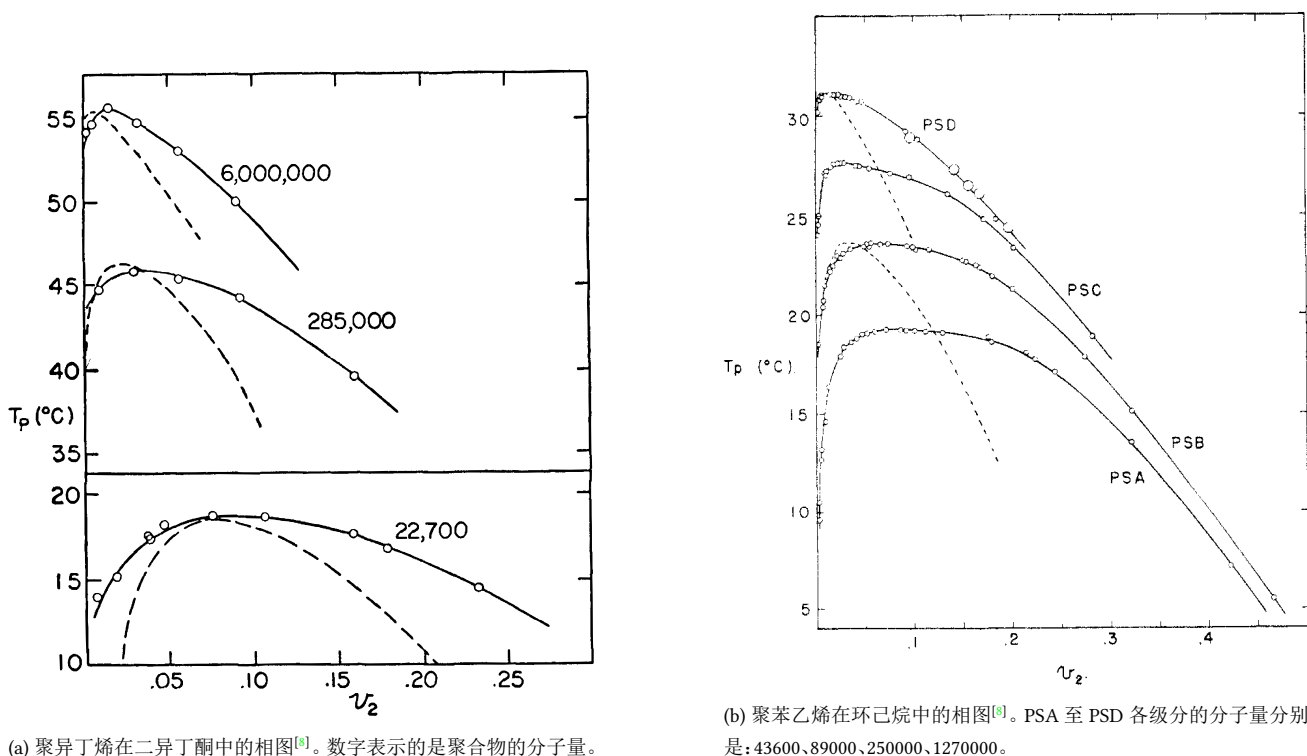 55
50
45
40
35
20
15
10
T_p (°C)
6,000,000
285,000
22,700
.05 .10 .15 .20 .25
v₂
(a) 聚异丁烯在二异丁酮中的相图[8]。数字表示的是聚合物的分子量。
30
25
20
15
10
5
T_p (°C)
PSD
PSC
PSB
PSA
.1 .2 .3 .4
v₂.
(b) 聚苯乙烯在环己烷中的相图[8]。PSA 至 PSD 各级分的分子量分别
是：43600、89000、250000、1270000。